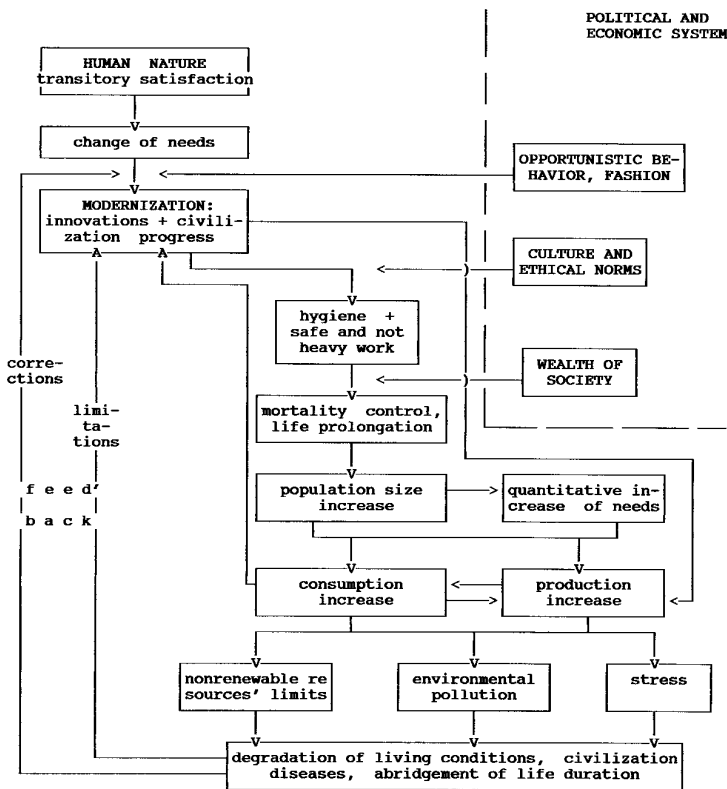 POLITICAL AND
ECONOMIC SYSTEM
HUMAN NATURE
transitory satisfaction
change of needs
OPPORTUNISTIC BE-
HAVIOR, FASHION
MODERNIZATION:
innovations + civili-
zation progress
CULTURE AND
ETHICAL NORMS
hygiene +
safe and not
heavy work
corre-
ctions
WEALTH OF
SOCIETY
limi-
ta-
tions
mortality control,
life prolongation
feed'
back
population size
increase
quantitative in-
crease of needs
consumption
increase
production
increase
nonrenewable re
sources' limits
environmental
pollution
stress
degradation of living conditions, civilization
diseases, abridgement of life duration